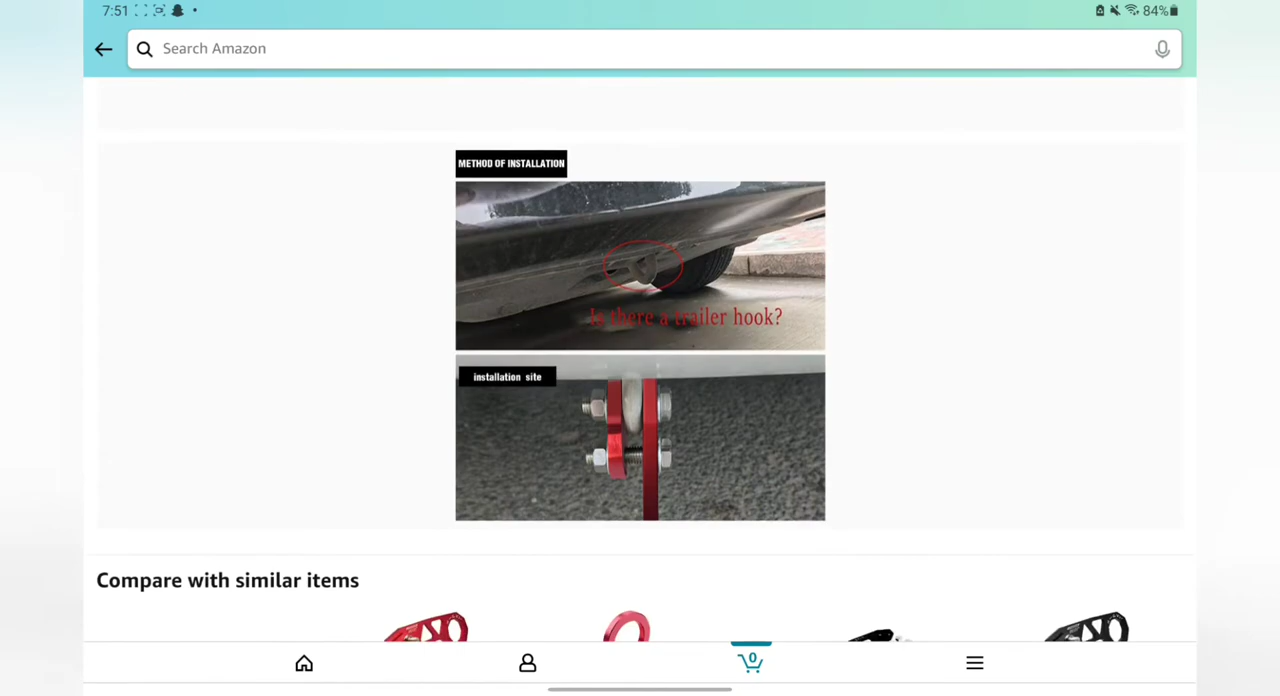 7:51
84%
Search Amazon
METHOD OF INSTALLATION
Is there a trailer hook?
installation site
Compare with similar items
0